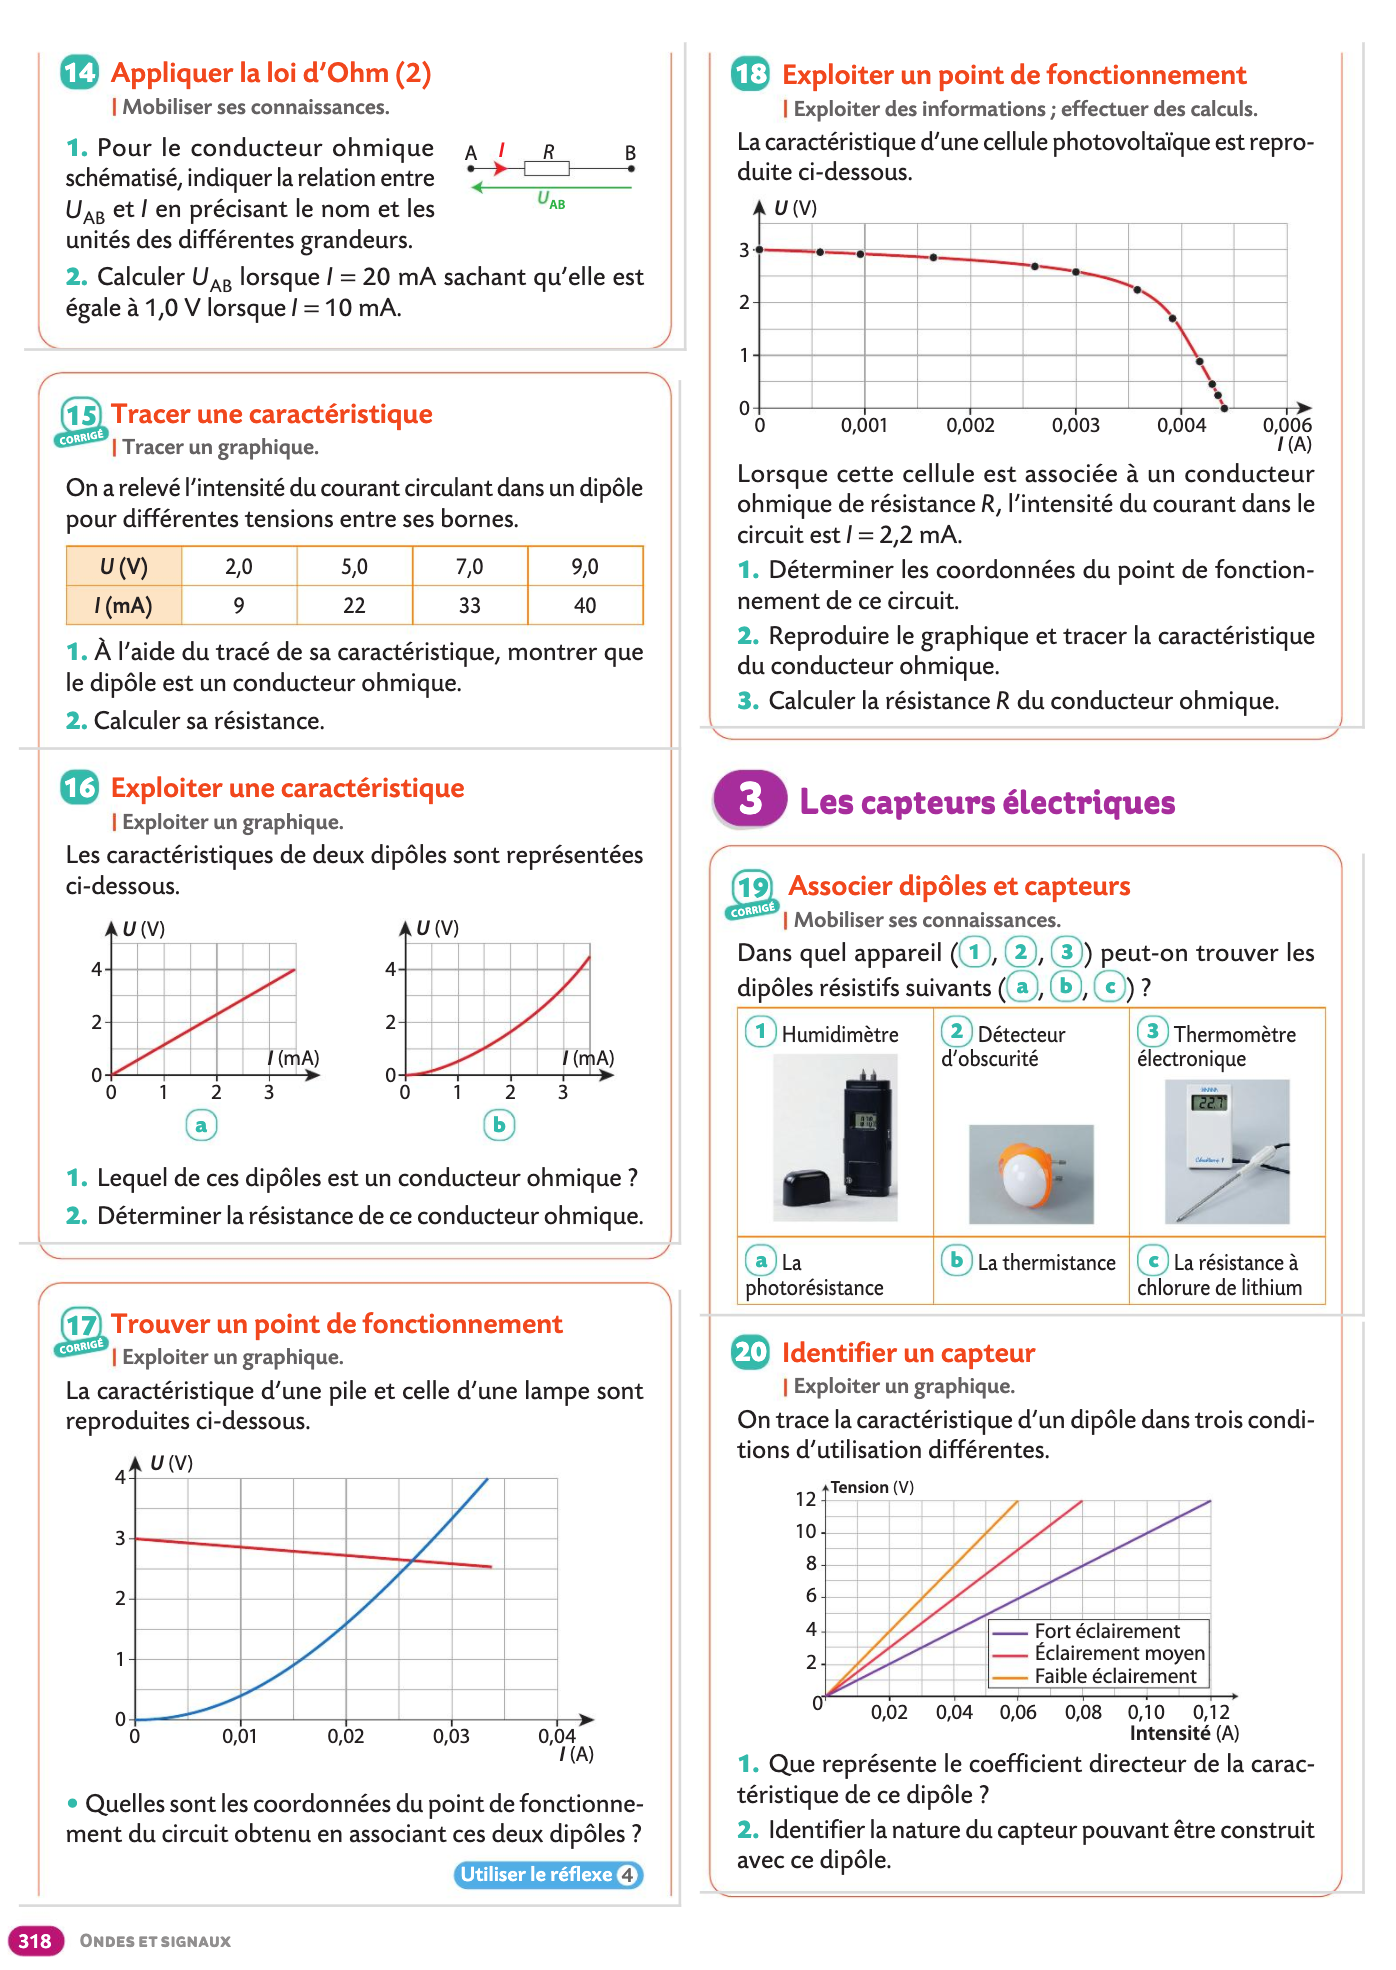 14 Appliquer la loi d'Ohm (2)
| Mobiliser ses connaissances.
1. Pour le conducteur ohmique
schématisé, indiquer la relation entre
U_AB et I en précisant le nom et les
unités des différentes grandeurs.
A I R B
U_AB
2. Calculer U_AB lorsque I = 20 mA sachant qu'elle est
égale à 1,0 V lorsque I = 10 mA.
15 Tracer une caractéristique
CORRIGÉ
| Tracer un graphique.
On a relevé l'intensité du courant circulant dans un dipôle
pour différentes tensions entre ses bornes.
U (V) 2,0 5,0 7,0 9,0
I (mA) 9 22 33 40
1. À l'aide du tracé de sa caractéristique, montrer que
le dipôle est un conducteur ohmique.
2. Calculer sa résistance.
16 Exploiter une caractéristique
| Exploiter un graphique.
Les caractéristiques de deux dipôles sont représentées
ci-dessous.
U (V)
4
2
0
I (mA)
0 1 2 3
a
U (V)
4
2
0
I (mA)
0 1 2 3
b
1. Lequel de ces dipôles est un conducteur ohmique ?
2. Déterminer la résistance de ce conducteur ohmique.
17 Trouver un point de fonctionnement
CORRIGÉ
| Exploiter un graphique.
La caractéristique d'une pile et celle d'une lampe sont
reproduites ci-dessous.
U (V)
4
3
2
1
0
0 0,01 0,02 0,03 0,04
I (A)
• Quelles sont les coordonnées du point de fonctionne-
ment du circuit obtenu en associant ces deux dipôles ?
Utiliser le réflexe 4
18 Exploiter un point de fonctionnement
| Exploiter des informations ; effectuer des calculs.
La caractéristique d'une cellule photovoltaïque est repro-
duite ci-dessous.
U (V)
3
2
1
0
0 0,001 0,002 0,003 0,004 0,006
I (A)
Lorsque cette cellule est associée à un conducteur
ohmique de résistance R, l'intensité du courant dans le
circuit est I = 2,2 mA.
1. Déterminer les coordonnées du point de fonction-
nement de ce circuit.
2. Reproduire le graphique et tracer la caractéristique
du conducteur ohmique.
3. Calculer la résistance R du conducteur ohmique.
3 Les capteurs électriques
19 Associer dipôles et capteurs
CORRIGÉ
| Mobiliser ses connaissances.
Dans quel appareil (1, 2, 3) peut-on trouver les
dipôles résistifs suivants (a, b, c) ?
1 Humidimètre
2 Détecteur
d'obscurité
3 Thermomètre
électronique
22.7
a La
photorésistance
b La thermistance
c La résistance à
chlorure de lithium
20 Identifier un capteur
| Exploiter un graphique.
On trace la caractéristique d'un dipôle dans trois condi-
tions d'utilisation différentes.
Tension (V)
12
10
8
6
4
2
0
Fort éclairement
Éclairement moyen
Faible éclairement
0,02 0,04 0,06 0,08 0,10 0,12
Intensité (A)
1. Que représente le coefficient directeur de la carac-
téristique de ce dipôle ?
2. Identifier la nature du capteur pouvant être construit
avec ce dipôle.
318 ONDES ET SIGNAUX